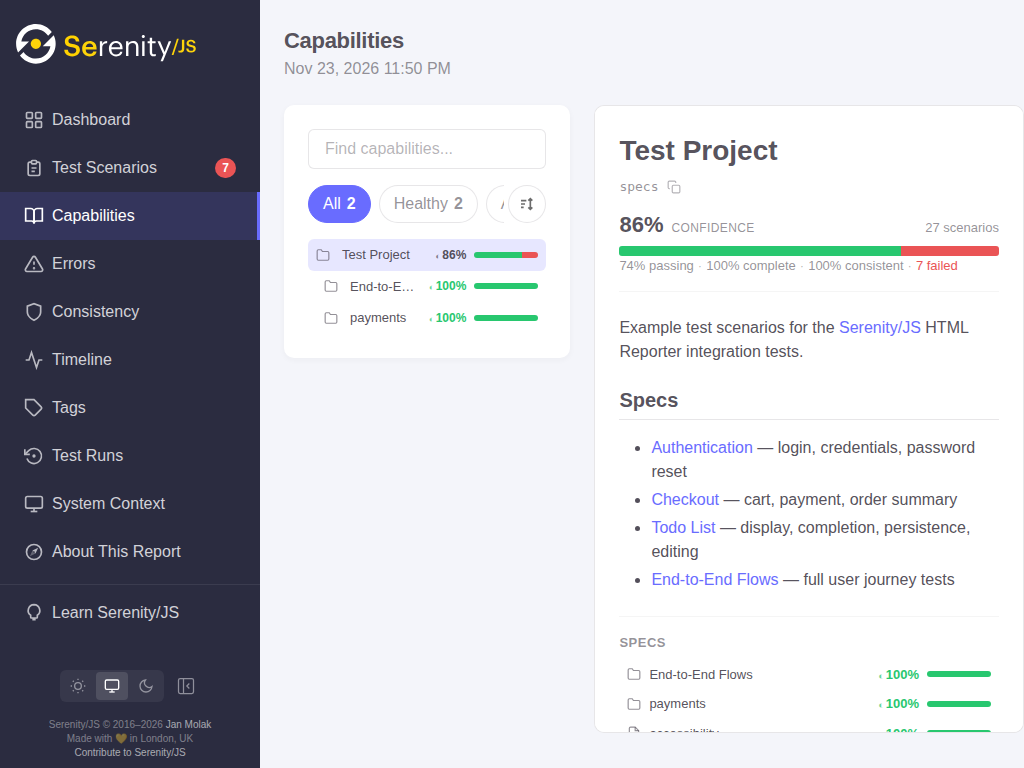 Serenity/JS
Dashboard
Test Scenarios 7
Capabilities
Errors
Consistency
Timeline
Tags
Test Runs
System Context
About This Report
Learn Serenity/JS
Serenity/JS © 2016–2026 Jan Molak
Made with 💛 in London, UK
Contribute to Serenity/JS
Capabilities
Nov 23, 2026 11:50 PM
Find capabilities...
All 2 Healthy 2
Test Project 86%
End-to-E… 100%
payments 100%
Test Project
specs
86% CONFIDENCE 27 scenarios
74% passing · 100% complete · 100% consistent · 7 failed
Example test scenarios for the Serenity/JS HTML
Reporter integration tests.
Specs
• Authentication — login, credentials, password
reset
• Checkout — cart, payment, order summary
• Todo List — display, completion, persistence,
editing
• End-to-End Flows — full user journey tests
SPECS
End-to-End Flows 100%
payments 100%
accessibility 100%